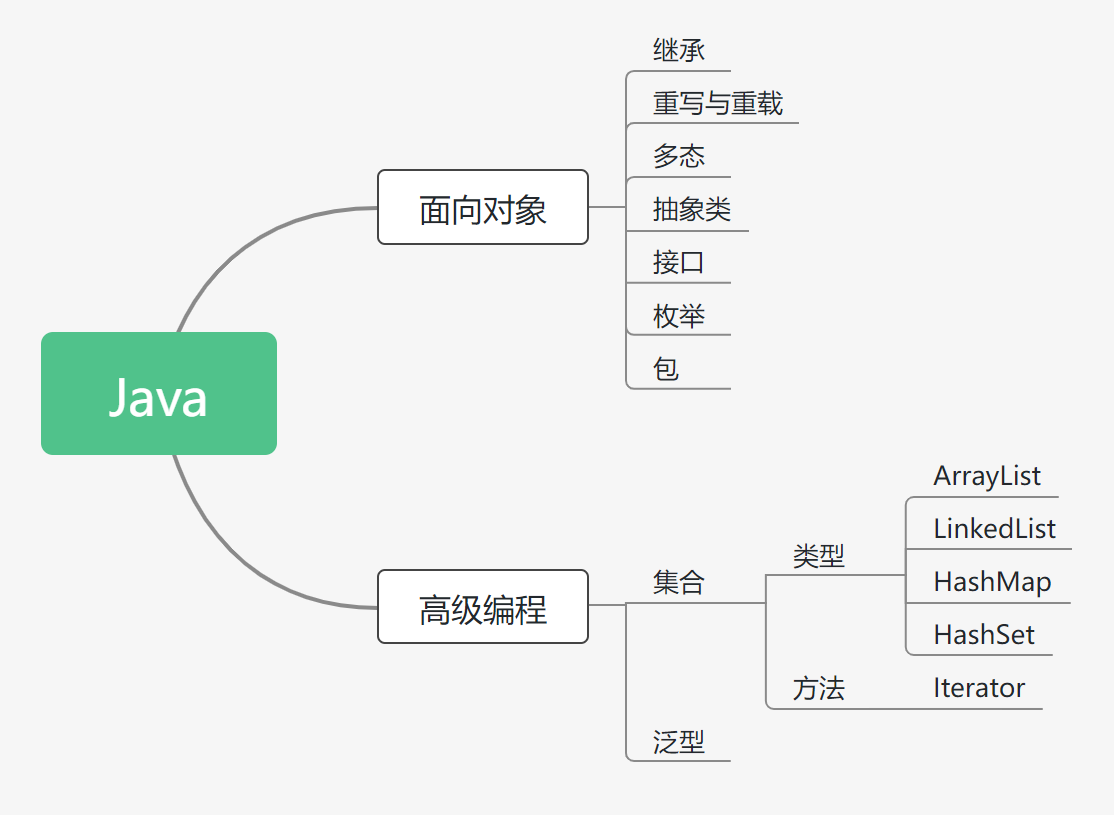 Java
面向对象
继承
重写与重载
多态
抽象类
接口
枚举
包
高级编程
集合
类型
ArrayList
LinkedList
HashMap
HashSet
方法
Iterator
泛型